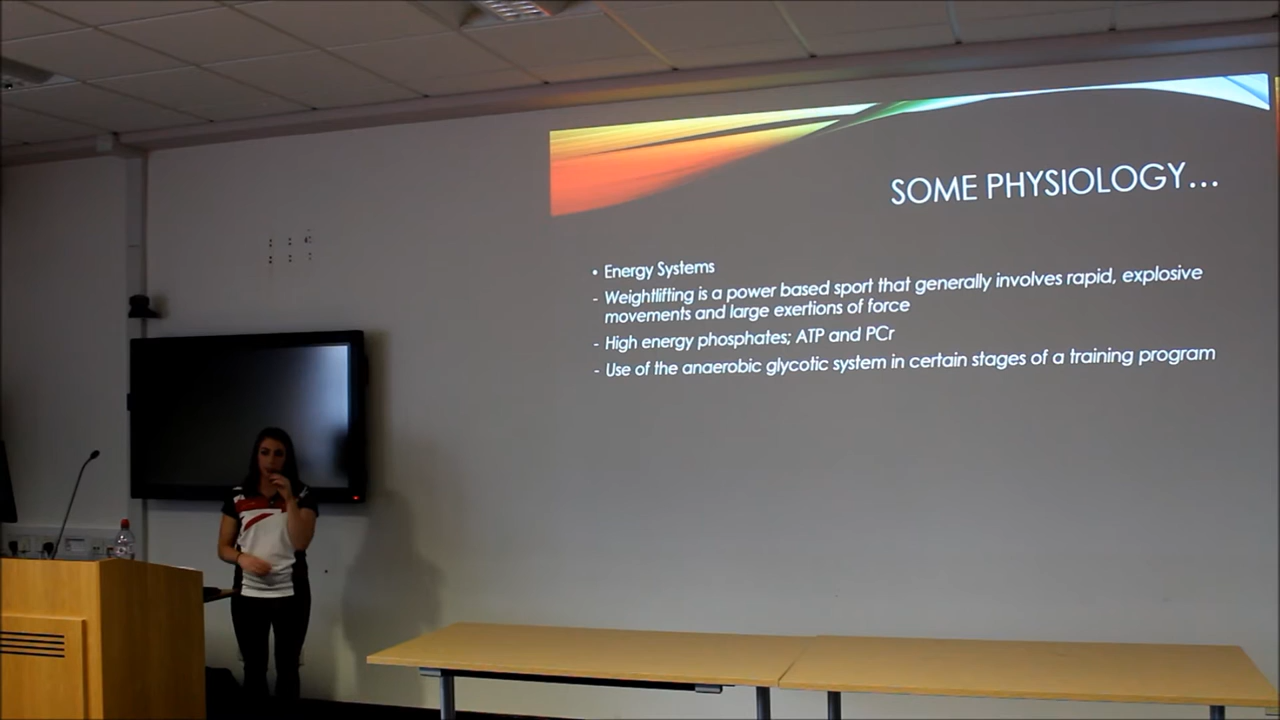 SOME PHYSIOLOGY...
• Energy Systems
- Weightlifting is a power based sport that generally involves rapid, explosive
movements and large exertions of force
- High energy phosphates; ATP and PCr
- Use of the anaerobic glycotic system in certain stages of a training program